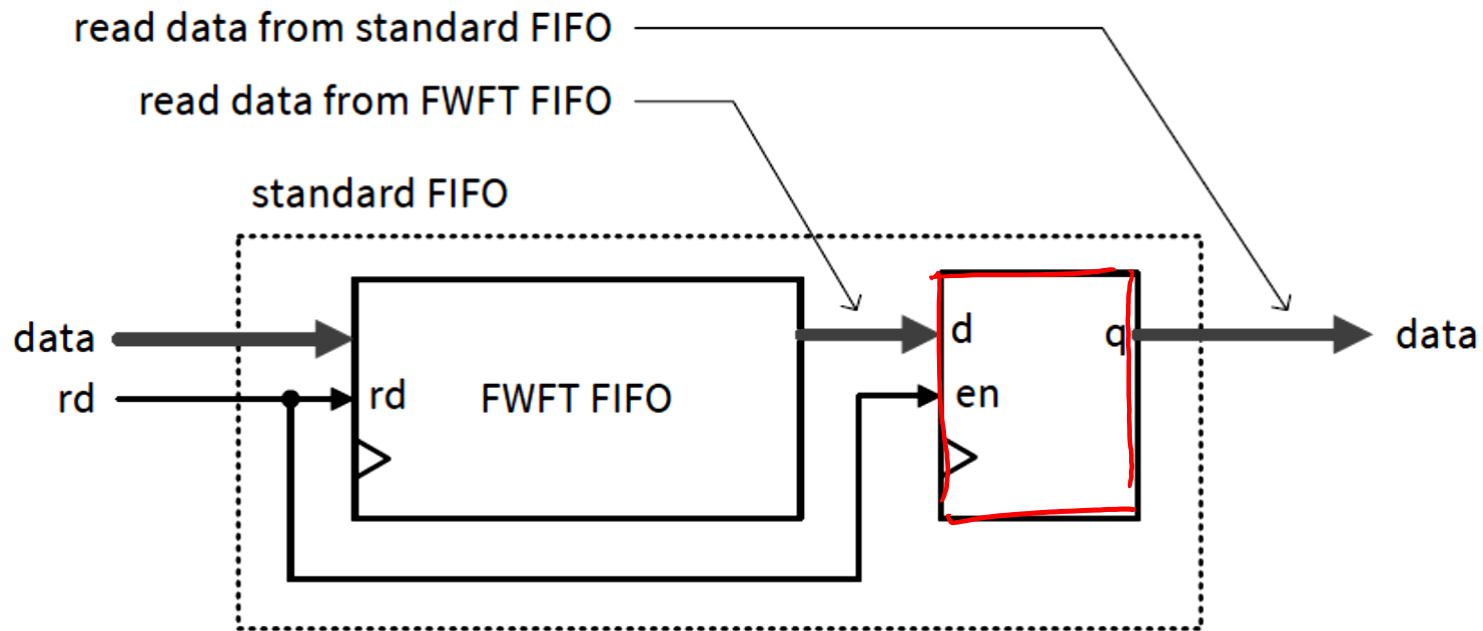 read data from standard FIFO
read data from FWFT FIFO
standard FIFO
data
rd
rd
FWFT FIFO
d
en
q
data